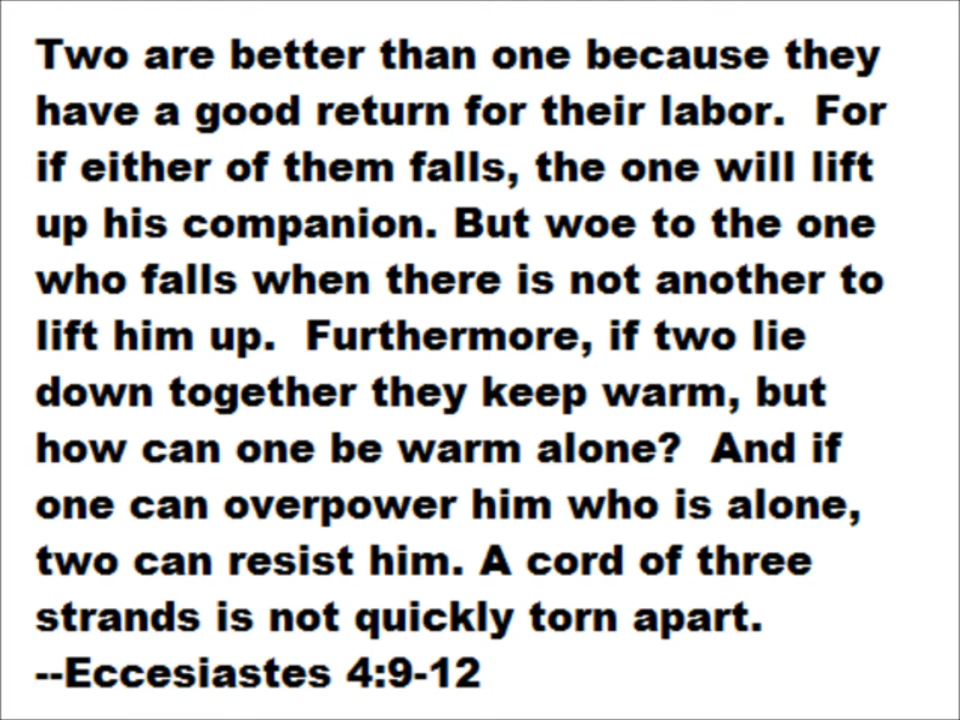 Two are better than one because they
have a good return for their labor.  For
if either of them falls, the one will lift
up his companion. But woe to the one
who falls when there is not another to
lift him up.  Furthermore, if two lie
down together they keep warm, but
how can one be warm alone?  And if
one can overpower him who is alone,
two can resist him. A cord of three
strands is not quickly torn apart.
--Eccesiastes 4:9-12